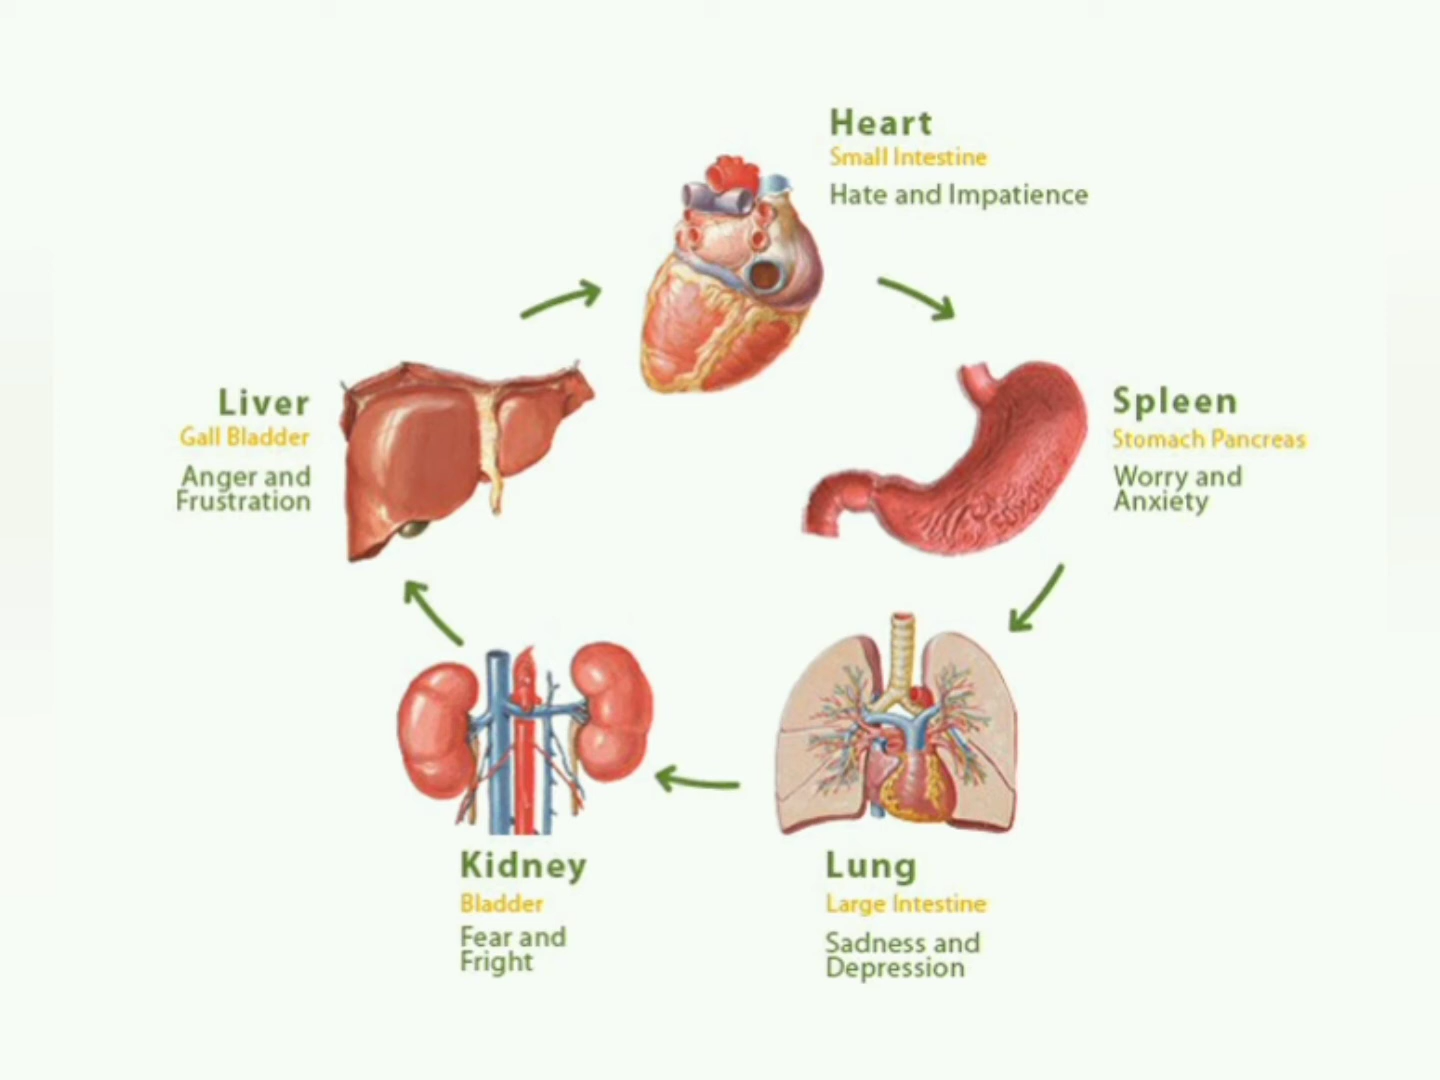 Heart
Small Intestine
Hate and Impatience
Liver
Gall Bladder
Anger and
Frustration
Spleen
Stomach Pancreas
Worry and
Anxiety
Kidney
Bladder
Fear and
Fright
Lung
Large Intestine
Sadness and
Depression